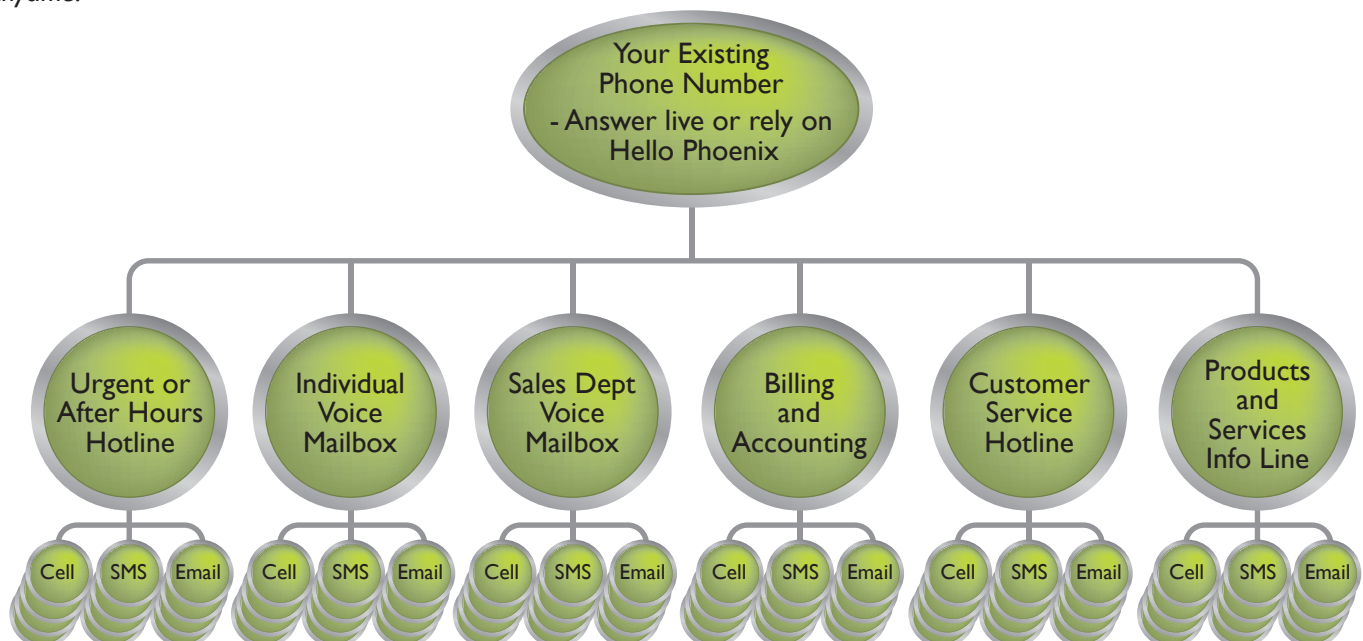 Your Existing
Phone Number
- Answer live or rely on
Hello Phoenix
Urgent or
After Hours
Hotline
Individual
Voice
Mailbox
Sales Dept
Voice
Mailbox
Billing
and
Accounting
Customer
Service
Hotline
Products
and
Services
Info Line
Cell SMS Email
Cell SMS Email
Cell SMS Email
Cell SMS Email
Cell SMS Email
Cell SMS Email